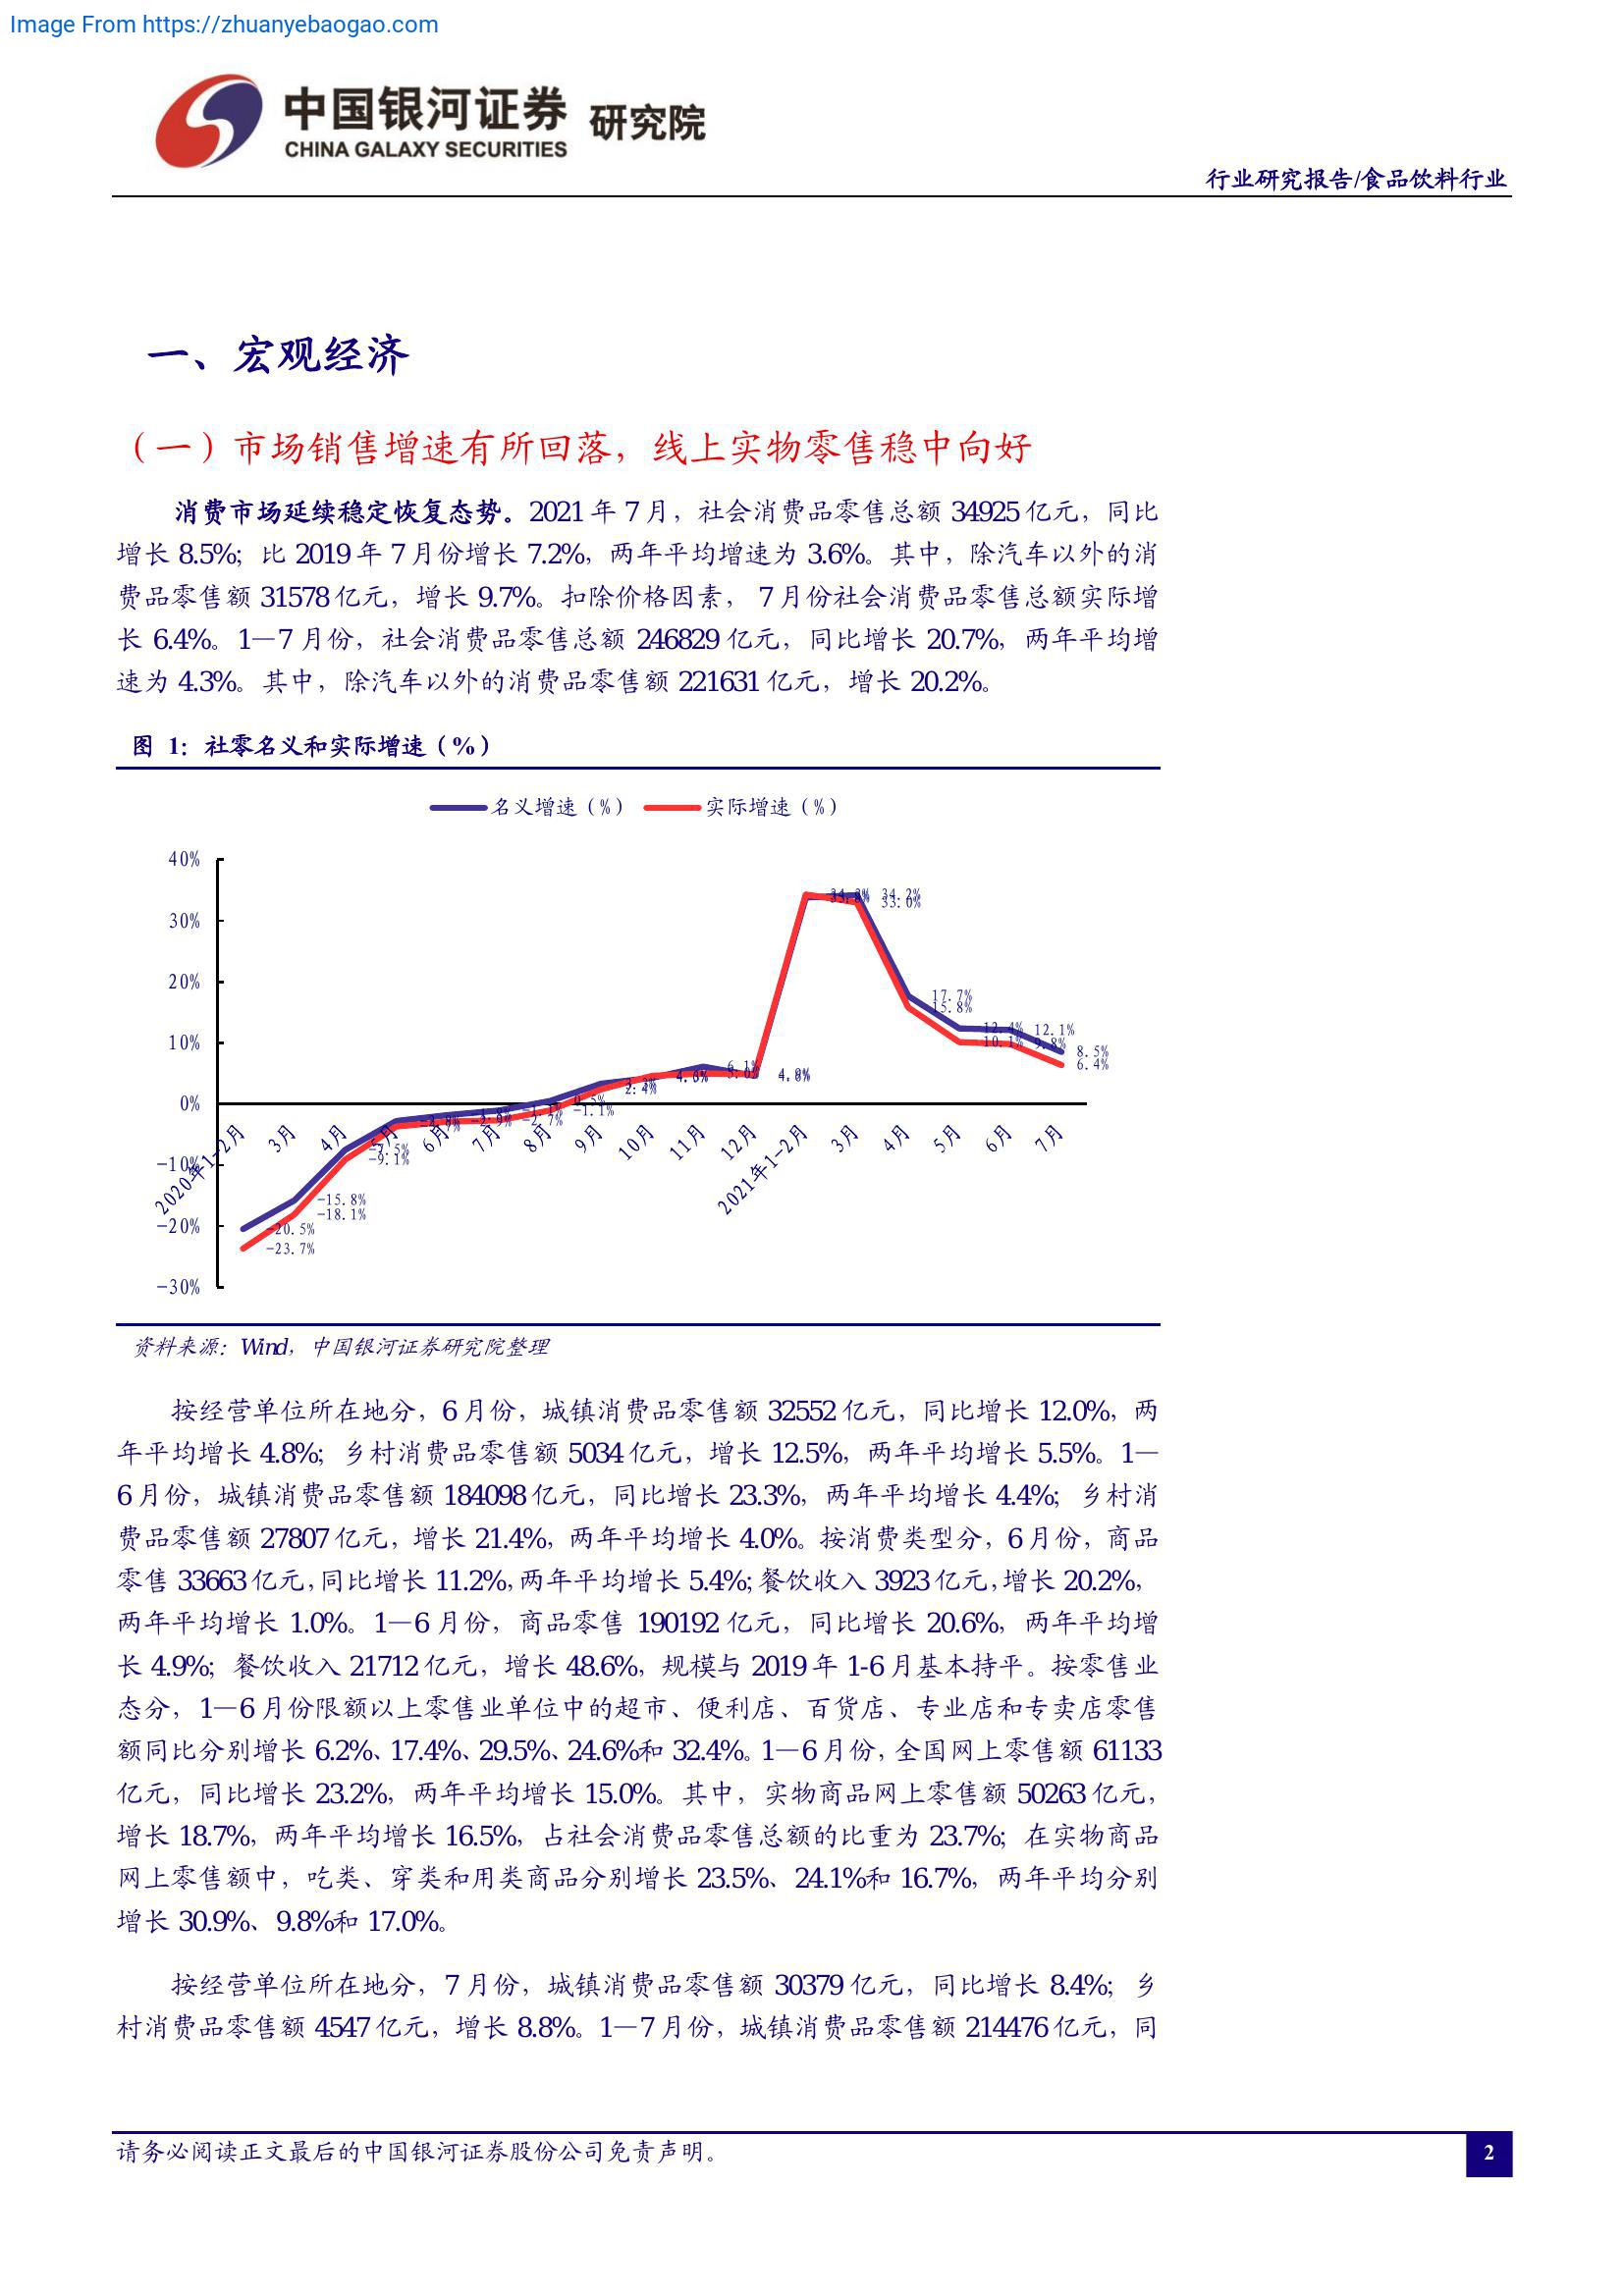 Image From https://zhuanyebaogao.com
中国银河证券 研究院
CHINA GALAXY SECURITIES
行业研究报告/食品饮料行业
一、宏观经济
（一）市场销售增速有所回落，线上实物零售稳中向好
消费市场延续稳定恢复态势。2021 年 7 月，社会消费品零售总额 34925 亿元，同比
增长 8.5%；比 2019 年 7 月份增长 7.2%，两年平均增速为 3.6%。其中，除汽车以外的消
费品零售额 31578 亿元，增长 9.7%。扣除价格因素， 7 月份社会消费品零售总额实际增
长 6.4%。1—7 月份，社会消费品零售总额 246829 亿元，同比增长 20.7%，两年平均增
速为 4.3%。其中，除汽车以外的消费品零售额 221631 亿元，增长 20.2%。
图 1：社零名义和实际增速（%）
名义增速（%） 实际增速（%）
40%
30%
20%
10%
0%
-10%
-20%
-30%
34.2%
33.0%
17.7%
15.8%
12.4%
12.1%
10.1%
9.8%
8.5%
6.4%
6.1%
-1.1%
-2.7%
-7.5%
-9.1%
-15.8%
-18.1%
-20.5%
-23.7%
2020年1-2月 3月 4月 5月 6月 7月 8月 9月 10月 11月 12月 2021年1-2月 3月 4月 5月 6月 7月
资料来源：Wind，中国银河证券研究院整理
按经营单位所在地分，6 月份，城镇消费品零售额 32552 亿元，同比增长 12.0%，两
年平均增长 4.8%；乡村消费品零售额 5034 亿元，增长 12.5%，两年平均增长 5.5%。1—
6 月份，城镇消费品零售额 184098 亿元，同比增长 23.3%，两年平均增长 4.4%；乡村消
费品零售额 27807 亿元，增长 21.4%，两年平均增长 4.0%。按消费类型分，6 月份，商品
零售 33663 亿元，同比增长 11.2%，两年平均增长 5.4%；餐饮收入 3923 亿元，增长 20.2%，
两年平均增长 1.0%。1—6 月份，商品零售 190192 亿元，同比增长 20.6%，两年平均增
长 4.9%；餐饮收入 21712 亿元，增长 48.6%，规模与 2019 年 1-6 月基本持平。按零售业
态分，1—6 月份限额以上零售业单位中的超市、便利店、百货店、专业店和专卖店零售
额同比分别增长 6.2%、17.4%、29.5%、24.6%和 32.4%。1—6 月份，全国网上零售额 61133
亿元，同比增长 23.2%，两年平均增长 15.0%。其中，实物商品网上零售额 50263 亿元，
增长 18.7%，两年平均增长 16.5%，占社会消费品零售总额的比重为 23.7%；在实物商品
网上零售额中，吃类、穿类和用类商品分别增长 23.5%、24.1%和 16.7%，两年平均分别
增长 30.9%、9.8%和 17.0%。
按经营单位所在地分，7 月份，城镇消费品零售额 30379 亿元，同比增长 8.4%；乡
村消费品零售额 4547 亿元，增长 8.8%。1—7 月份，城镇消费品零售额 214476 亿元，同
请务必阅读正文最后的中国银河证券股份公司免责声明。
2